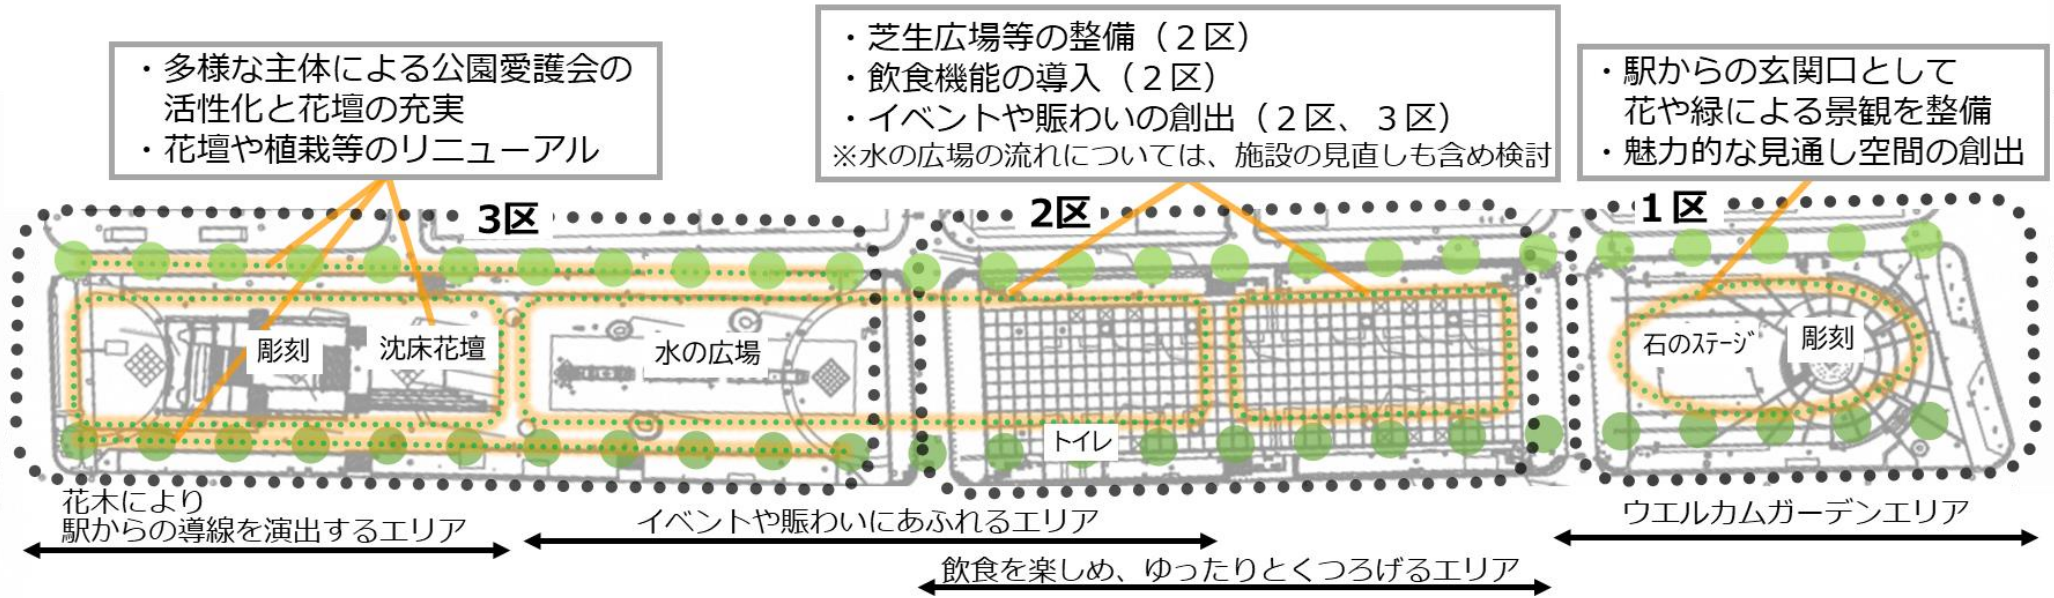 ・多様な主体による公園愛護会の
活性化と花壇の充実
・花壇や植栽等のリニューアル
・芝生広場等の整備（２区）
・飲食機能の導入（２区）
・イベントや賑わいの創出（２区、３区）
※水の広場の流れについては、施設の見直しも含め検討
・駅からの玄関口として
花や緑による景観を整備
・魅力的な見通し空間の創出
3区
2区
１区
彫刻
沈床花壇
水の広場
トイレ
石のｽﾃｰｼﾞ
彫刻
花木により
駅からの導線を演出するエリア
イベントや賑わいにあふれるエリア
飲食を楽しめ、ゆったりとくつろげるエリア
ウエルカムガーデンエリア